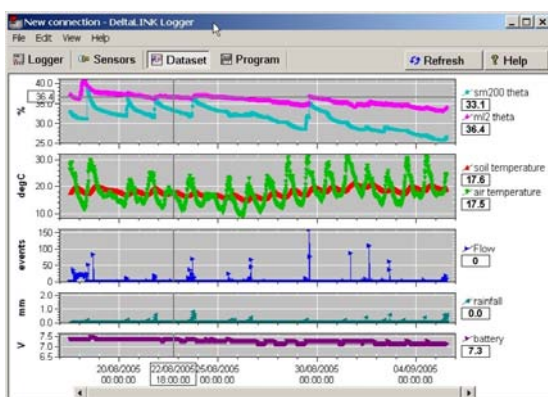 New connection - DeltaLINK Logger
File Edit View Help
Logger Sensors Dataset Program Refresh Help
40.0
36.4
35.0
30.0
25.0
%
sm200 theta
33.1
ml2 theta
36.4
30.0
20.0
10.0
degC
soil temperature
17.6
air temperature
17.5
150
100
50
0
events
Flow
0
2.0
1.0
0.0
mm
rainfall
0.0
7.5
7.0
6.5
V
battery
7.3
20/08/2005 22/08/2005 25/08/2005 30/08/2005 04/09/2005
00:00:00 18:00:00 00:00:00 00:00:00 00:00:00